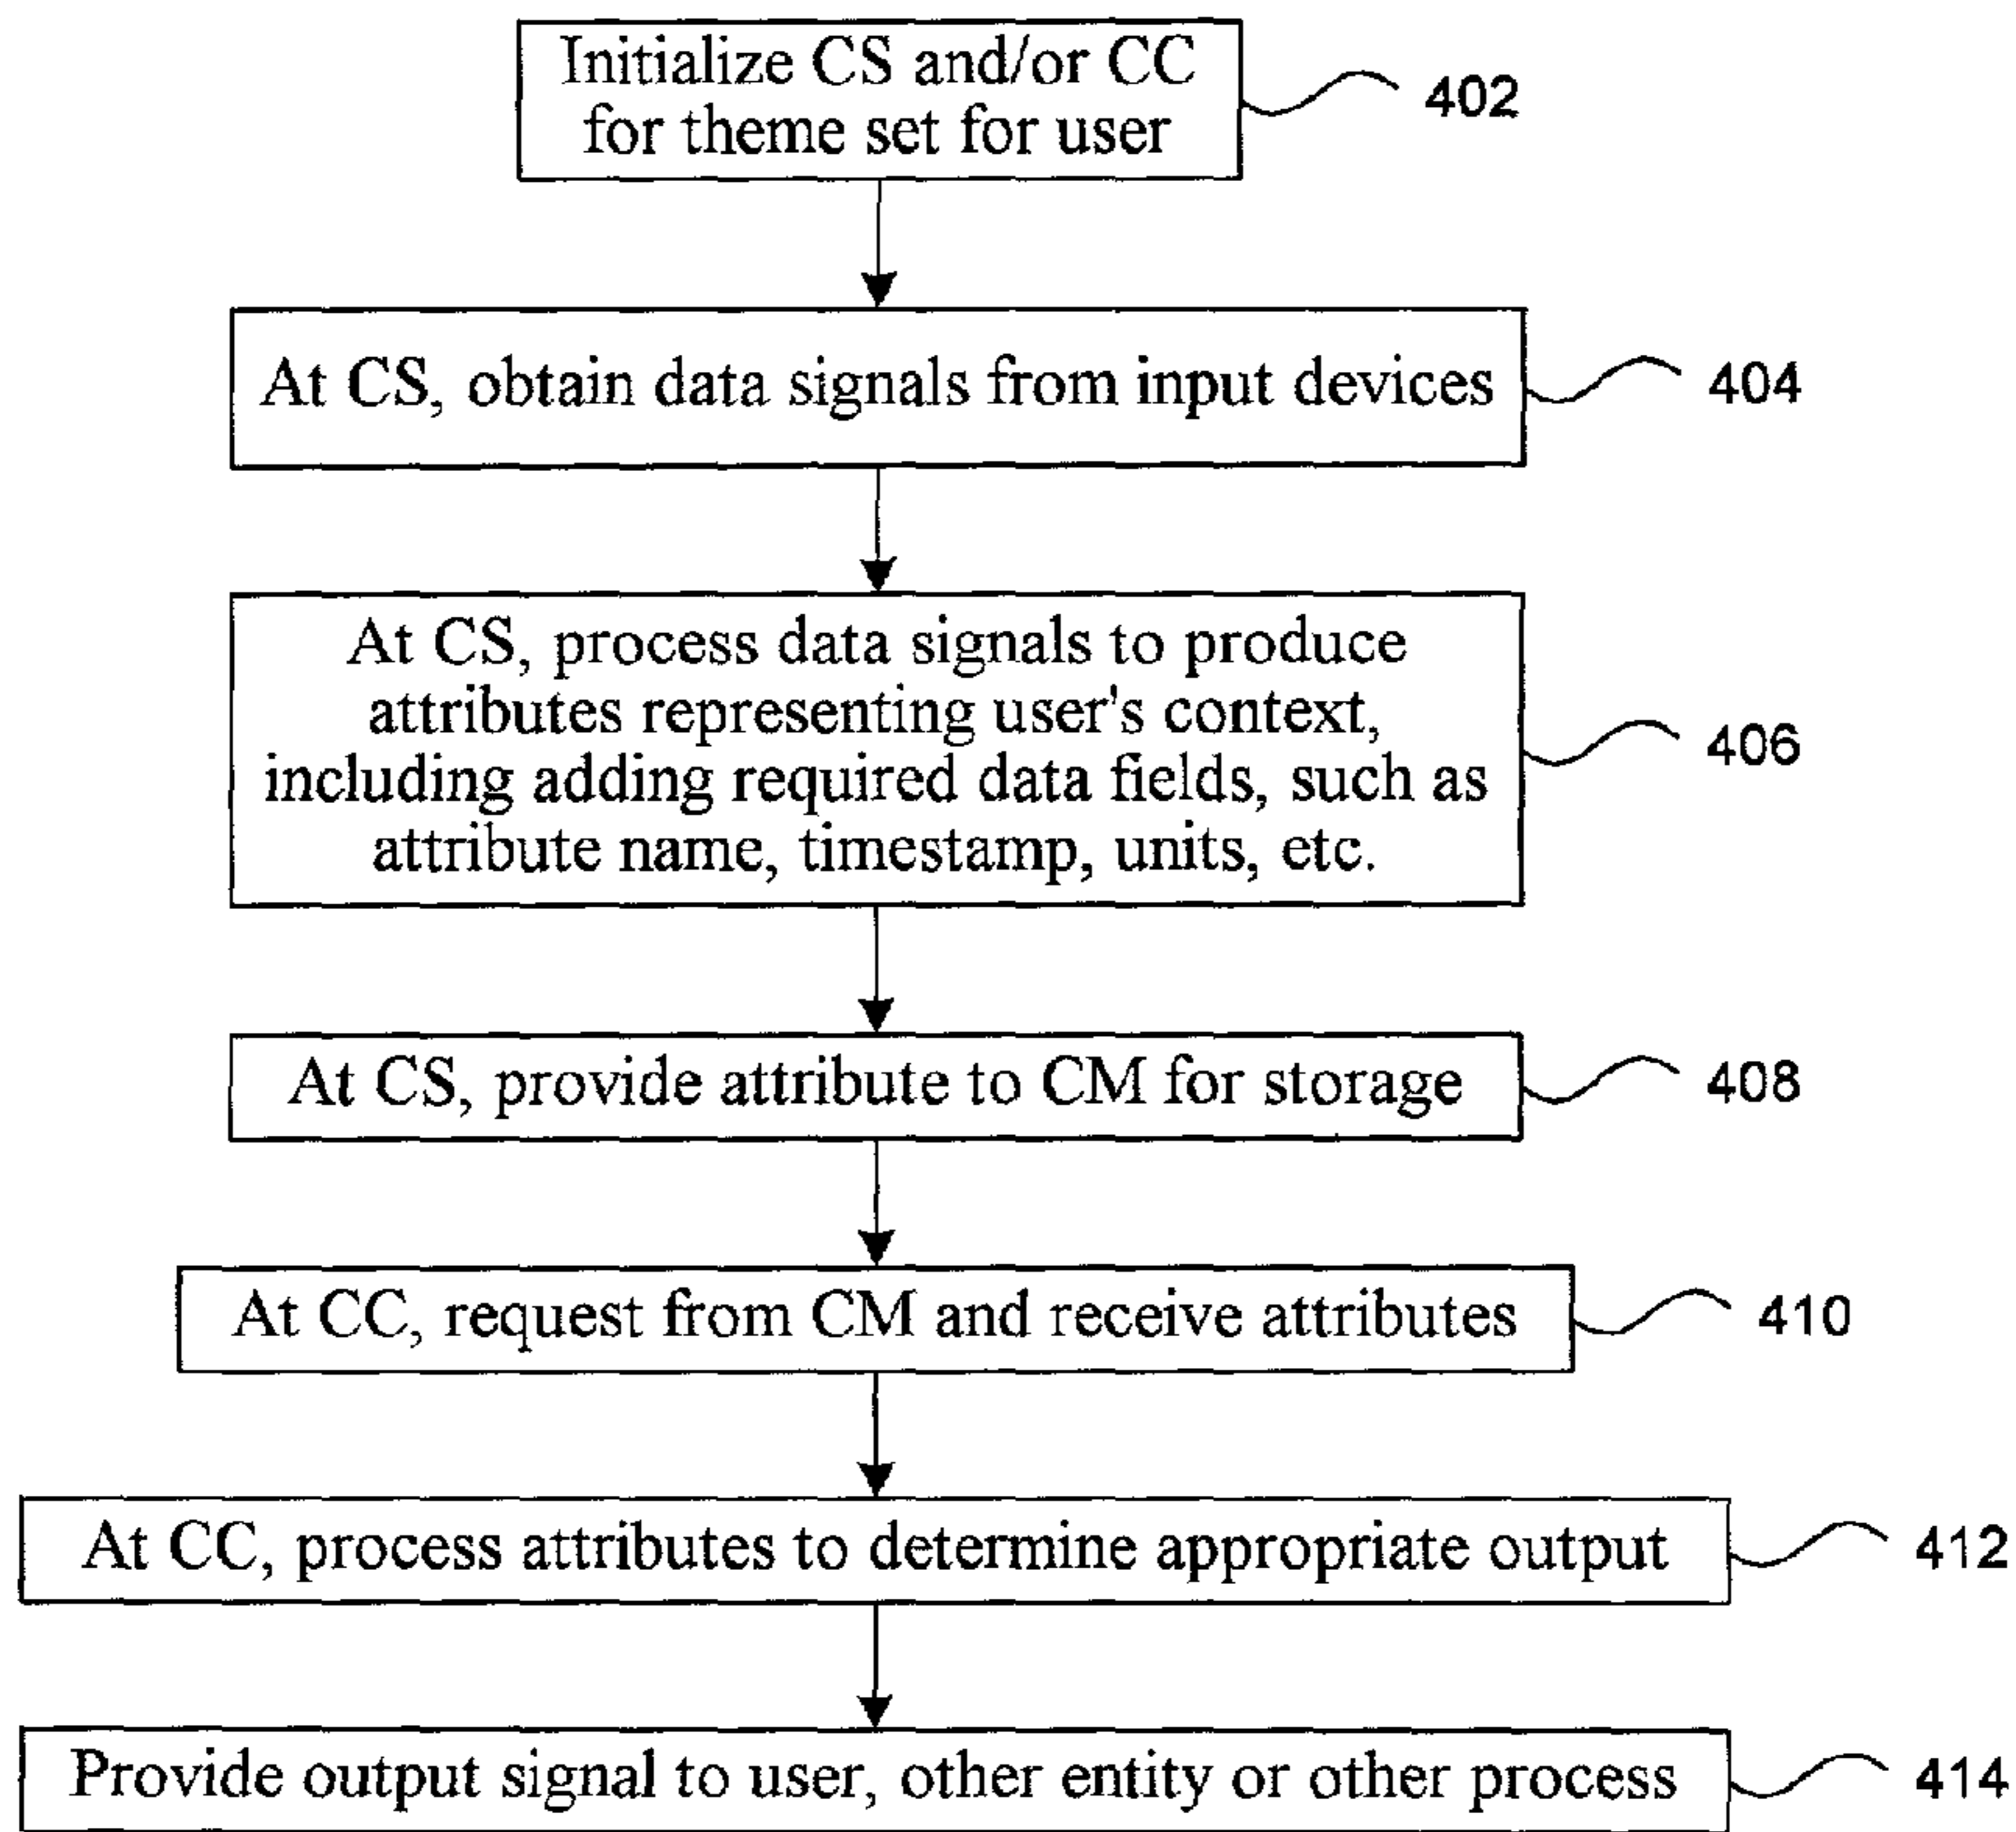 Initialize CS and/or CC
for theme set for user
402
At CS, obtain data signals from input devices
404
At CS, process data signals to produce
attributes representing user's context,
including adding required data fields, such as
attribute name, timestamp, units, etc.
406
At CS, provide attribute to CM for storage
408
At CC, request from CM and receive attributes
410
At CC, process attributes to determine appropriate output
412
Provide output signal to user, other entity or other process
414